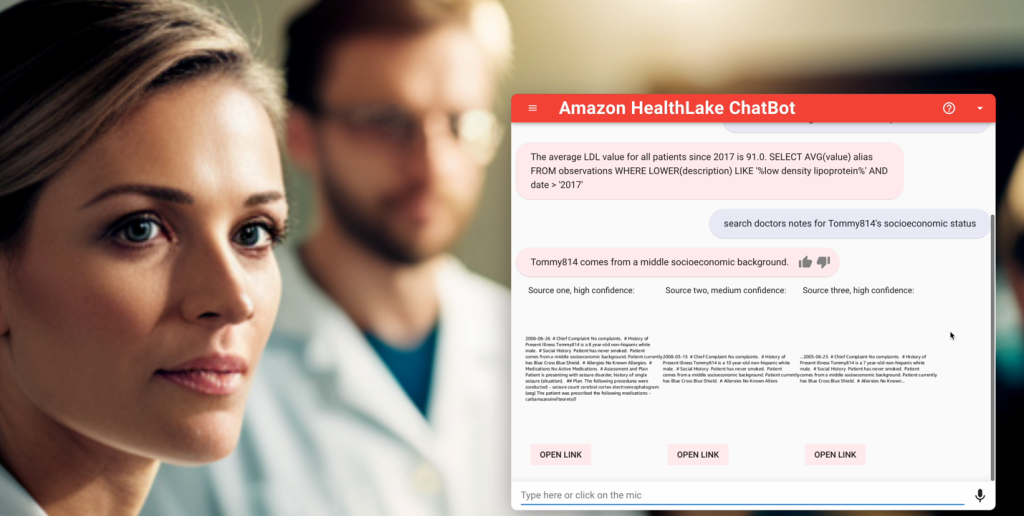 Amazon HealthLake ChatBot
The average LDL value for all patients since 2017 is 91.0. SELECT AVG(value) alias
FROM observations WHERE LOWER(description) LIKE '%low density lipoprotein%' AND
date > '2017'
search doctors notes for Tommy814's socioeconomic status
Tommy814 comes from a middle socioeconomic background.
Source one, high confidence:
2006-08-26 # Chief Complaint No complaints. # History of
Present Illness Tommy814 is a 8 year-old non-hispanic white
male. # Social History Patient has never smoked. Patient
comes from a middle socioeconomic background. Patient currently
has Blue Cross Blue Shield. # Allergies No Known Allergies. #
Medications No Active Medications. # Assessment and Plan
Patient is presenting with seizure disorder, history of single
seizure (situation). ## Plan The following procedures were
conducted: - seizure count cerebral cortex electroencephalogram
(eeg) The patient was prescribed the following medications: -
OPEN LINK
Source two, medium confidence:
2008-03-15 # Chief Complaint No complaints. # History of
Present Illness Tommy814 is a 10 year-old non-hispanic white
male. # Social History Patient has never smoked. Patient
comes from a middle socioeconomic background. Patient currently
has Blue Cross Blue Shield. # Allergies No Known Allerg
OPEN LINK
Source three, high confidence:
...2005-06-25 # Chief Complaint No complaints. # History of
Present Illness Tommy814 is a 7 year-old non-hispanic white
male. # Social History Patient has never smoked. Patient
comes from a middle socioeconomic background. Patient currently
has Blue Cross Blue Shield. # Allergies No Known...
OPEN LINK
Type here or click on the mic